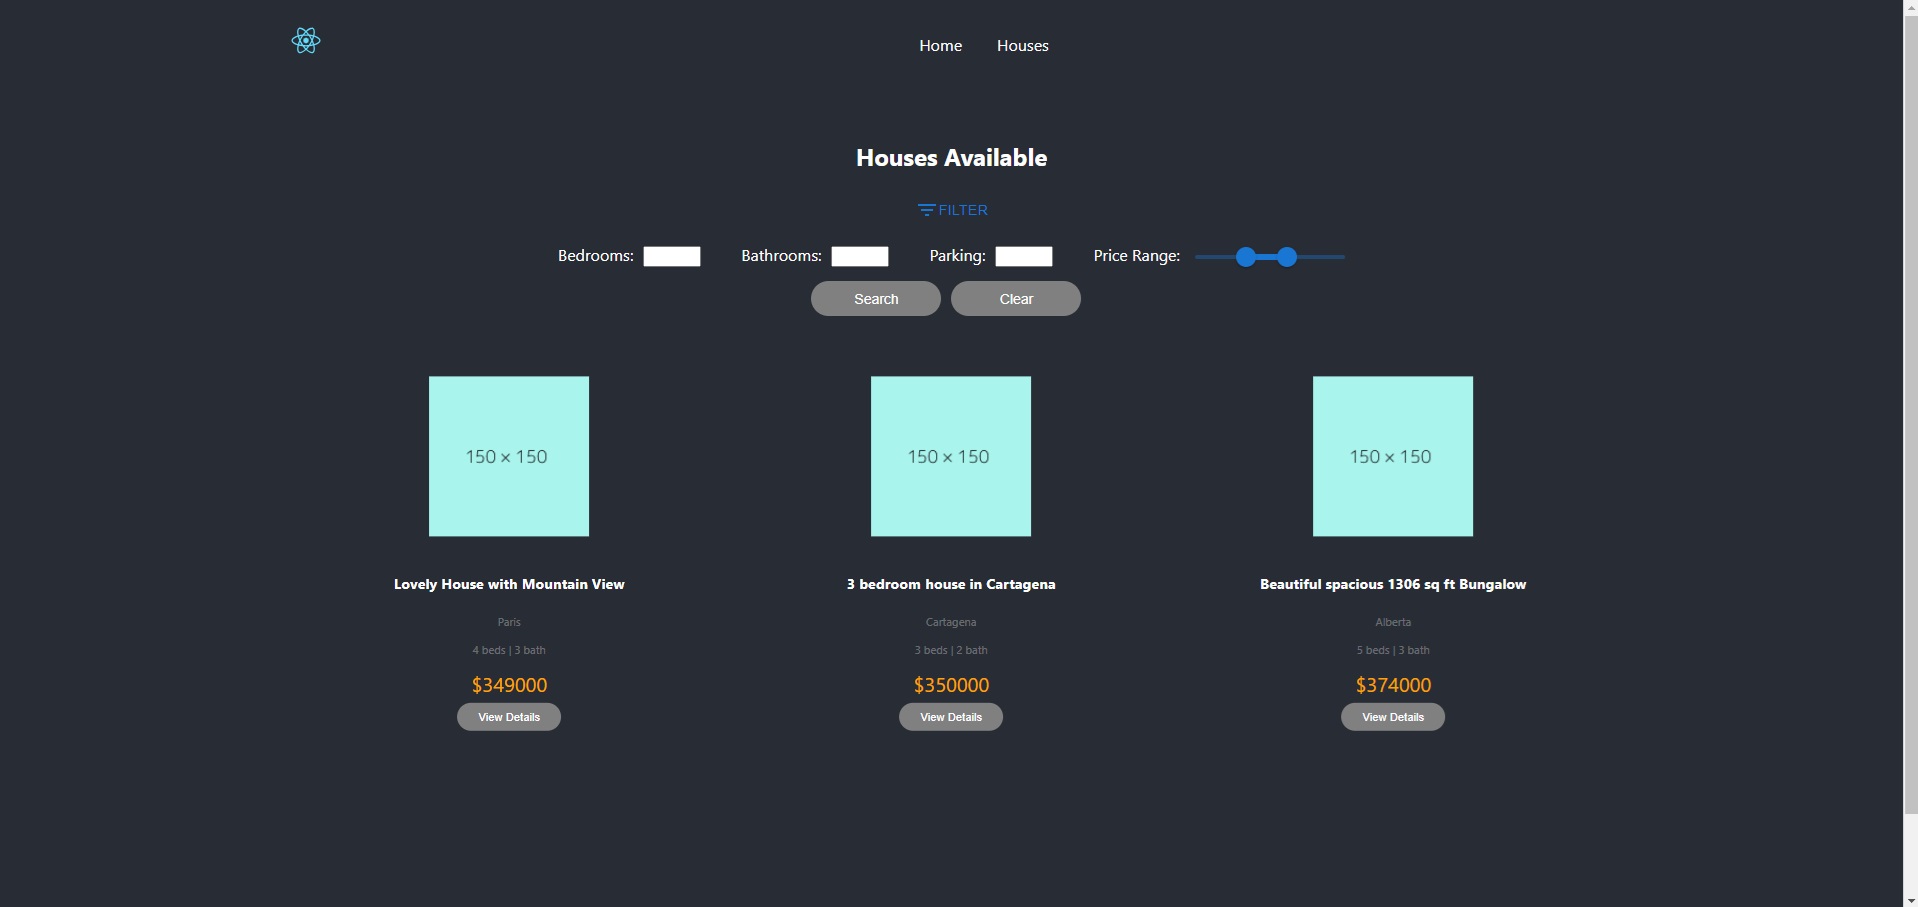 Home Houses
Houses Available
FILTER
Bedrooms: Bathrooms: Parking: Price Range:
Search Clear
150 × 150 150 × 150 150 × 150
Lovely House with Mountain View 3 bedroom house in Cartagena Beautiful spacious 1306 sq ft Bungalow
Paris Cartagena Alberta
4 beds | 3 bath 3 beds | 2 bath 5 beds | 3 bath
$349000 $350000 $374000
View Details View Details View Details